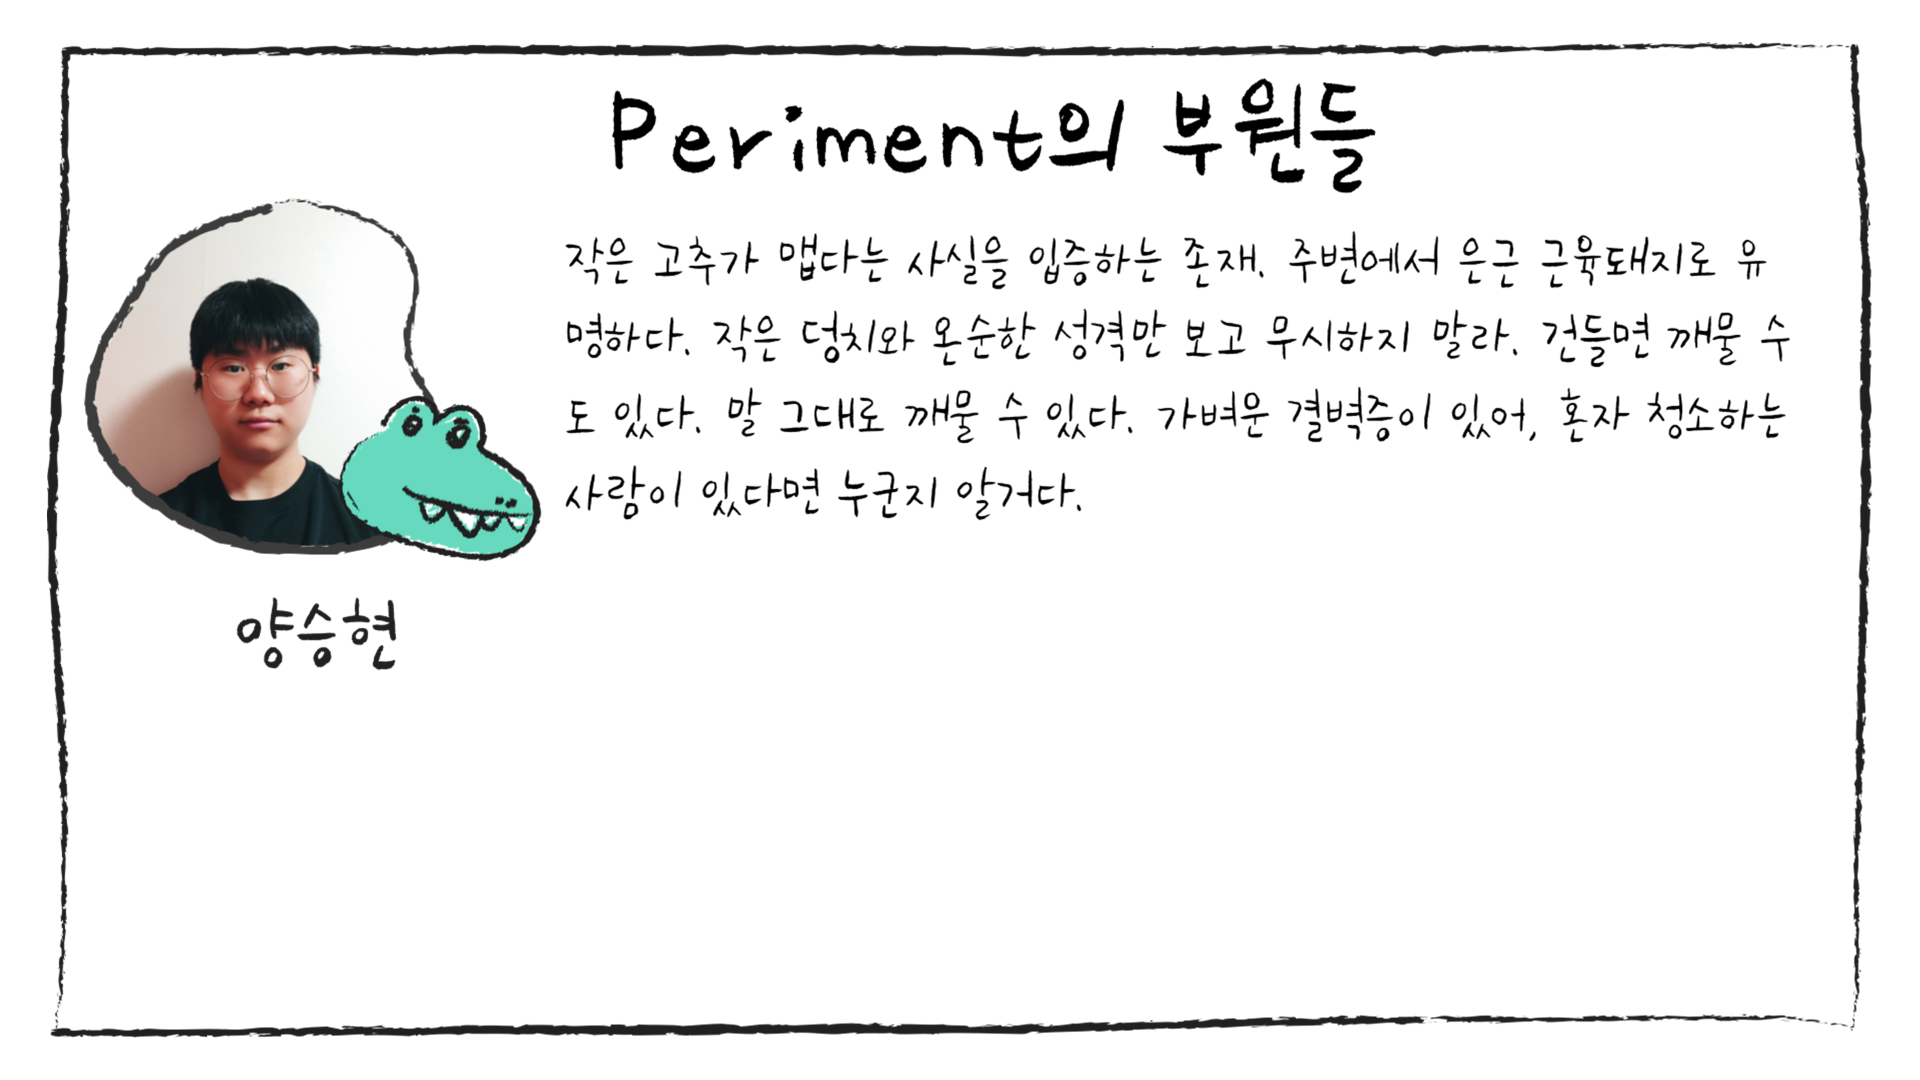 Periment의 부원들
작은 고추가 맵다는 사실을 입증하는 존재. 주변에서 은근 근육돼지로 유
명하다. 작은 덩치와 온순한 성격만 보고 무시하지 말라. 건들면 깨물 수
도 있다. 말 그대로 깨물 수 있다. 가벼운 결벽증이 있어, 혼자 청소하는
사람이 있다면 누군지 알거다.
양승현